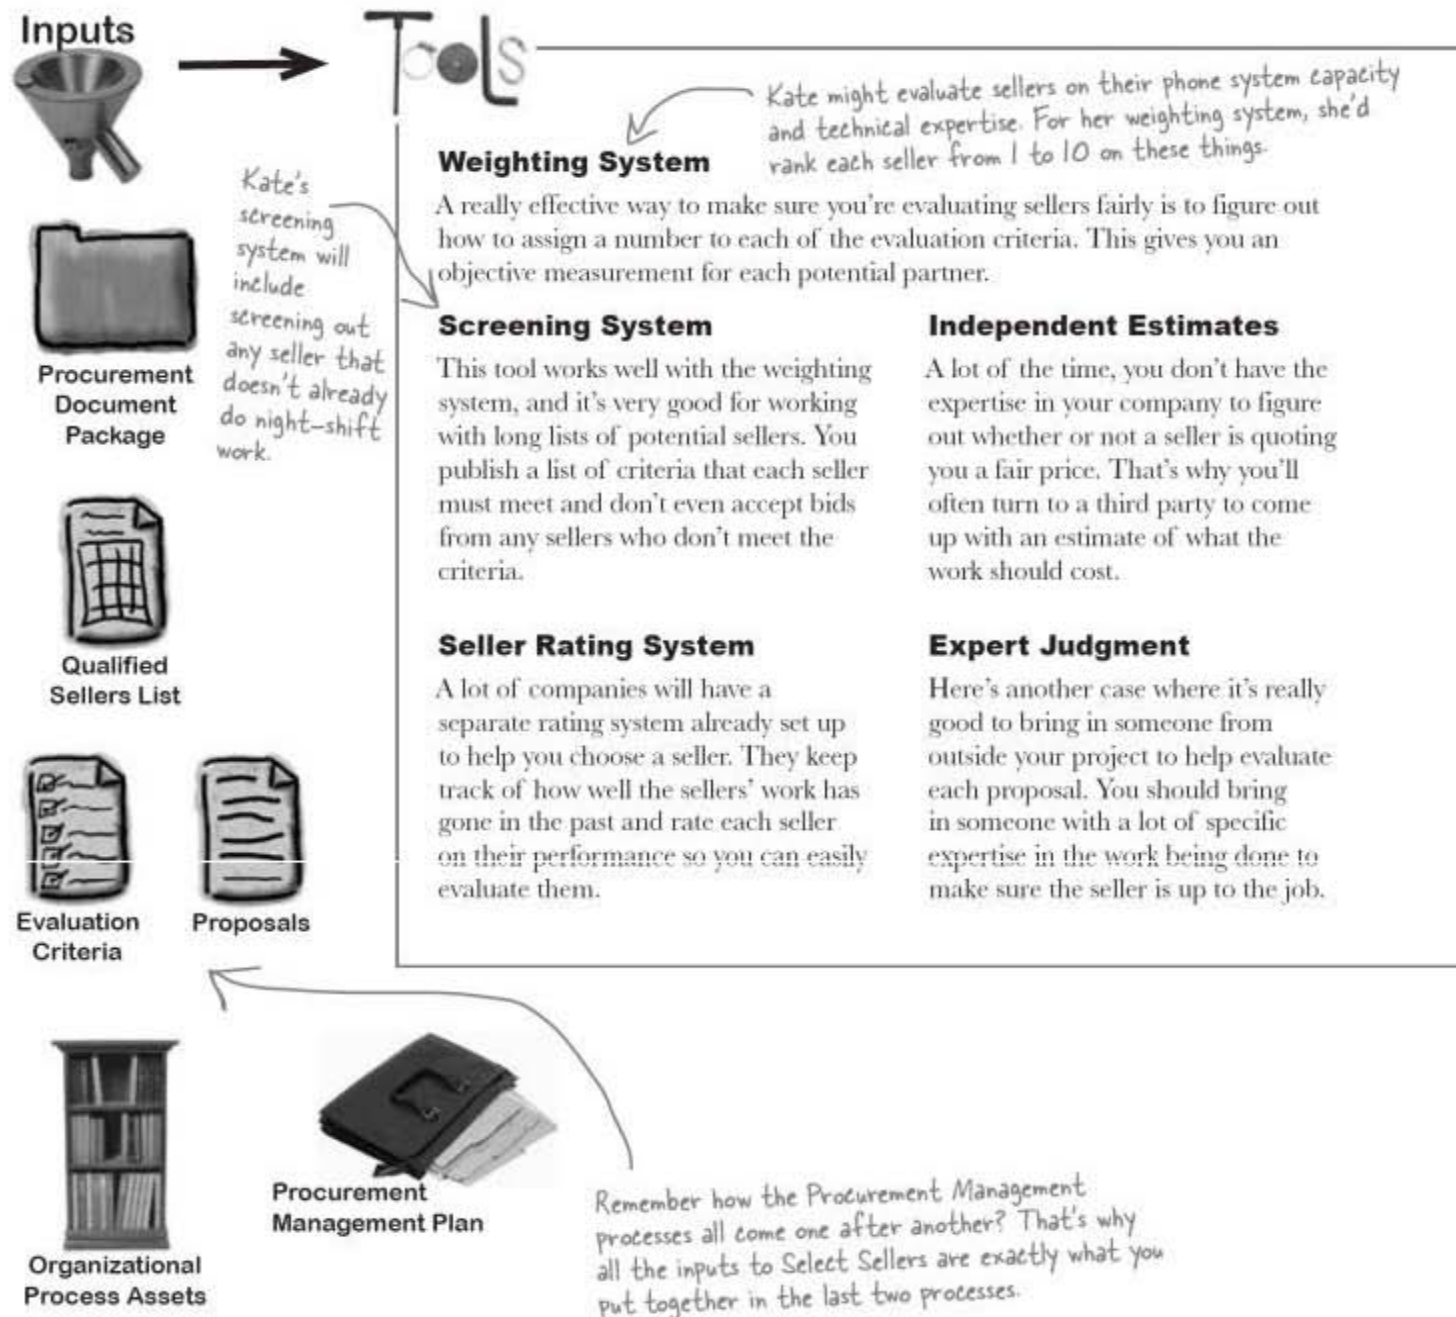 Inputs
Tools
Kate might evaluate sellers on their phone system capacity
and technical expertise. For her weighting system, she'd
rank each seller from 1 to 10 on these things.
Weighting System
A really effective way to make sure you're evaluating sellers fairly is to figure out
how to assign a number to each of the evaluation criteria. This gives you an
objective measurement for each potential partner.
Kate's
screening
system will
include
screening out
any seller that
doesn't already
do night-shift
work.
Screening System
This tool works well with the weighting
system, and it's very good for working
with long lists of potential sellers. You
publish a list of criteria that each seller
must meet and don't even accept bids
from any sellers who don't meet the
criteria.
Independent Estimates
A lot of the time, you don't have the
expertise in your company to figure
out whether or not a seller is quoting
you a fair price. That's why you'll
often turn to a third party to come
up with an estimate of what the
work should cost.
Seller Rating System
A lot of companies will have a
separate rating system already set up
to help you choose a seller. They keep
track of how well the sellers' work has
gone in the past and rate each seller
on their performance so you can easily
evaluate them.
Expert Judgment
Here's another case where it's really
good to bring in someone from
outside your project to help evaluate
each proposal. You should bring
in someone with a lot of specific
expertise in the work being done to
make sure the seller is up to the job.
Procurement
Document
Package
Qualified
Sellers List
Evaluation
Criteria
Proposals
Organizational
Process Assets
Procurement
Management Plan
Remember how the Procurement Management
processes all come one after another? That's why
all the inputs to Select Sellers are exactly what you
put together in the last two processes.